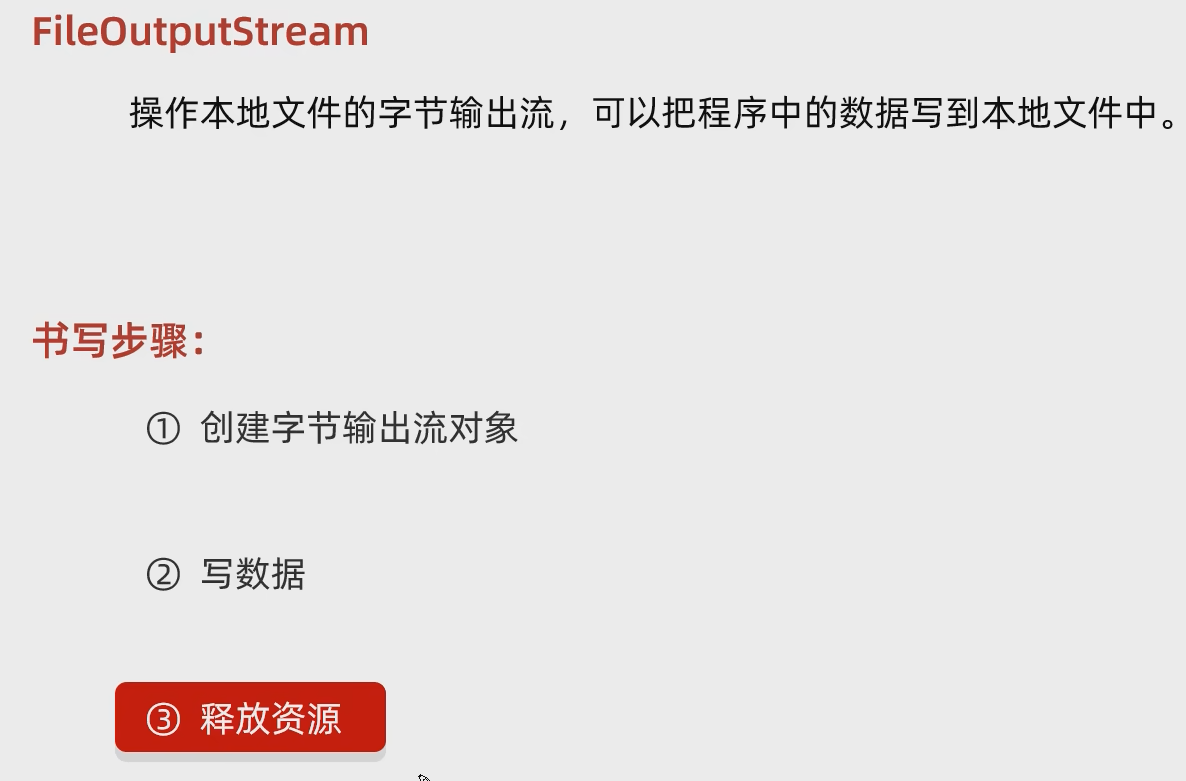 FileOutputStream
操作本地文件的字节输出流，可以把程序中的数据写到本地文件中。
书写步骤：
① 创建字节输出流对象
② 写数据
③ 释放资源